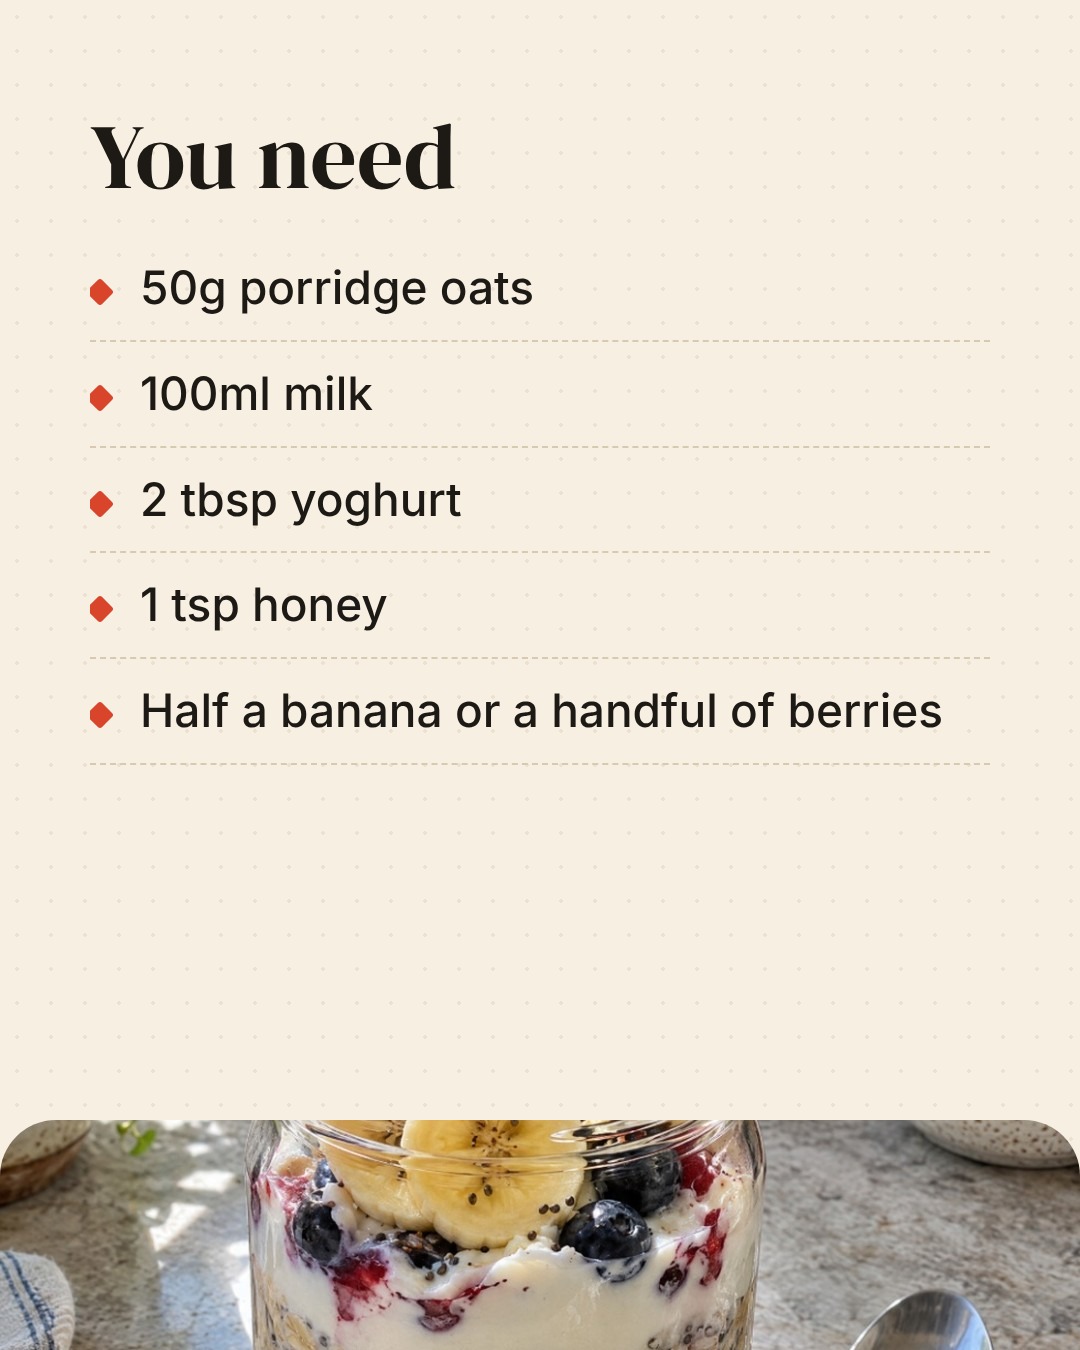 You need
50g porridge oats
100ml milk
2 tbsp yoghurt
1 tsp honey
Half a banana or a handful of berries